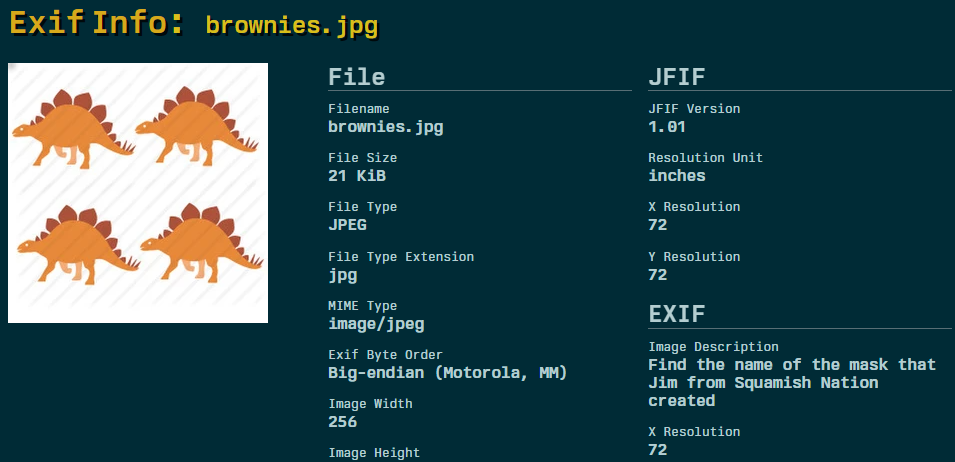 Exif Info: brownies.jpg
File
Filename
brownies.jpg
File Size
21 KiB
File Type
JPEG
File Type Extension
jpg
MIME Type
image/jpeg
Exif Byte Order
Big-endian (Motorola, MM)
Image Width
256
Image Height
JFIF
JFIF Version
1.01
Resolution Unit
inches
X Resolution
72
Y Resolution
72
EXIF
Image Description
Find the name of the mask that
Jim from Squamish Nation
created
X Resolution
72